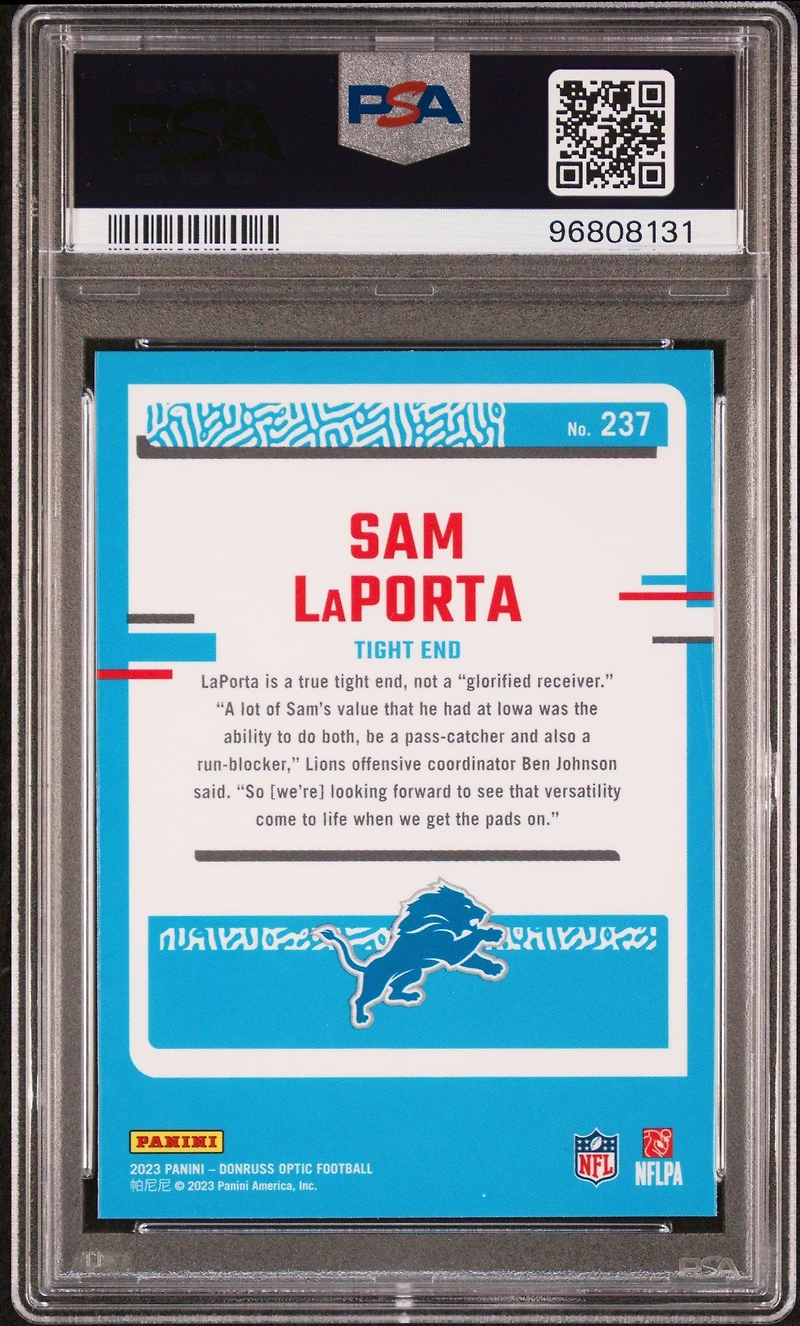 PSA
PSA
96808131
No. 237
SAM
LaPORTA
TIGHT END
LaPorta is a true tight end, not a “glorified receiver.”
“A lot of Sam’s value that he had at Iowa was the
ability to do both, be a pass-catcher and also a
run-blocker,” Lions offensive coordinator Ben Johnson
said. “So [we’re] looking forward to see that versatility
come to life when we get the pads on.”
PANINI
2023 PANINI – DONRUSS OPTIC FOOTBALL
帕尼尼 © 2023 Panini America, Inc.
NFL
NFLPA
PSA